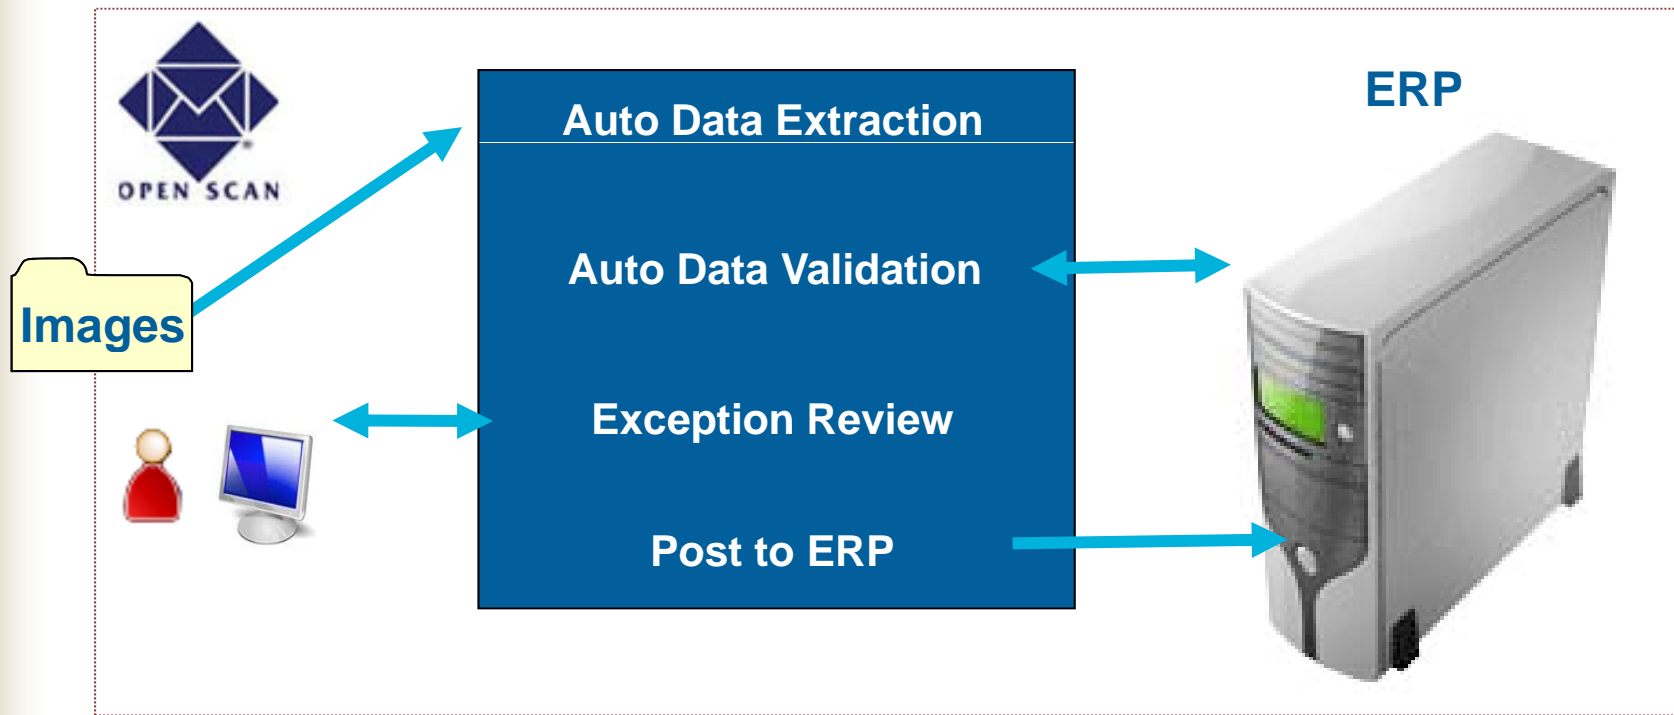 OPEN SCAN
ERP
Auto Data Extraction
Auto Data Validation
Images
Exception Review
Post to ERP